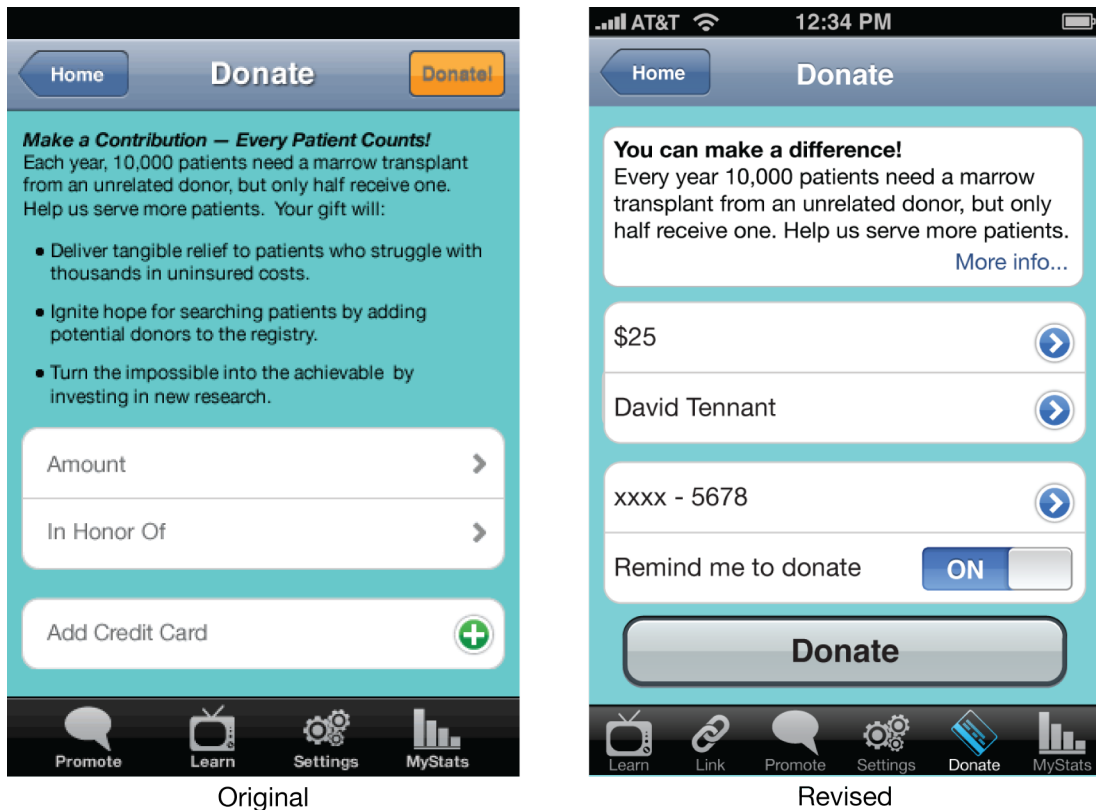 Home
Donate
Donate!
Make a Contribution — Every Patient Counts!
Each year, 10,000 patients need a marrow transplant
from an unrelated donor, but only half receive one.
Help us serve more patients.  Your gift will:
• Deliver tangible relief to patients who struggle with
thousands in uninsured costs.
• Ignite hope for searching patients by adding
potential donors to the registry.
• Turn the impossible into the achievable  by
investing in new research.
Amount
In Honor Of
Add Credit Card
Promote
Learn
Settings
MyStats
Original
AT&T
12:34 PM
Home
Donate
You can make a difference!
Every year 10,000 patients need a marrow
transplant from an unrelated donor, but only
half receive one. Help us serve more patients.
More info...
$25
David Tennant
xxxx - 5678
Remind me to donate
ON
Donate
Learn
Link
Promote
Settings
Donate
MyStats
Revised